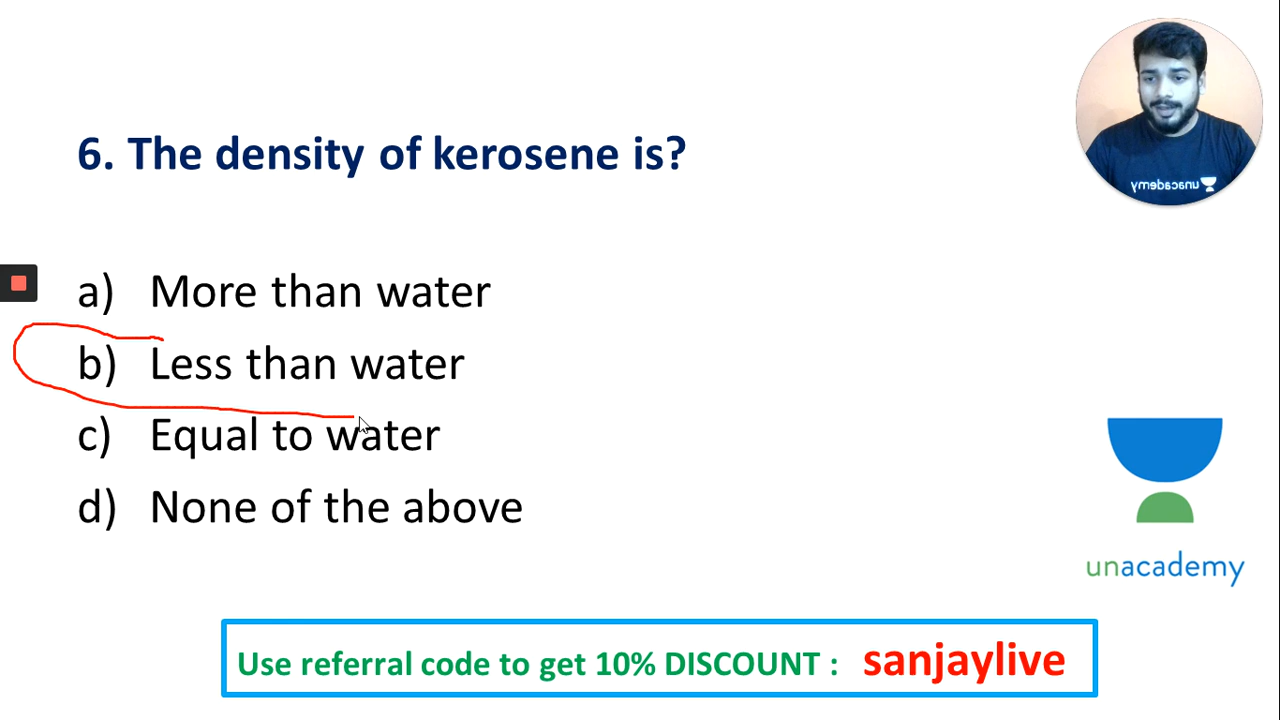 6. The density of kerosene is?
unacademy
a) More than water
b) Less than water
c) Equal to water
d) None of the above
unacademy
Use referral code to get 10% DISCOUNT : sanjaylive